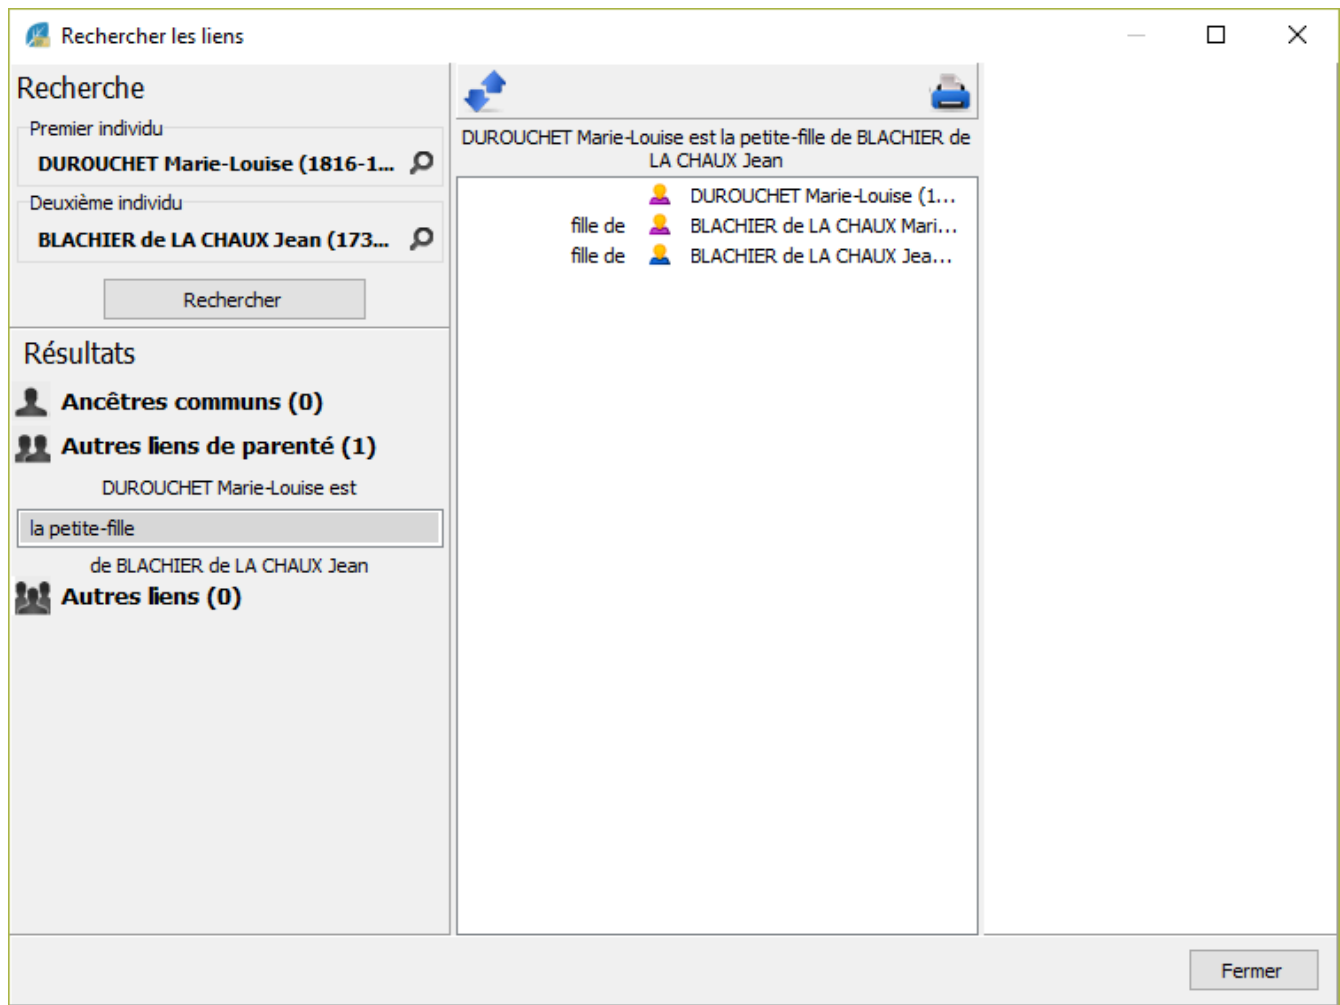 Rechercher les liens
Recherche
Premier individu
DUROUCHET Marie-Louise (1816-1...
Deuxième individu
BLACHIER de LA CHAUX Jean (173...
Rechercher
Résultats
Ancêtres communs (0)
Autres liens de parenté (1)
DUROUCHET Marie-Louise est
la petite-fille
de BLACHIER de LA CHAUX Jean
Autres liens (0)
DUROUCHET Marie-Louise est la petite-fille de BLACHIER de
LA CHAUX Jean
DUROUCHET Marie-Louise (1...
fille de BLACHIER de LA CHAUX Mari...
fille de BLACHIER de LA CHAUX Jea...
Fermer